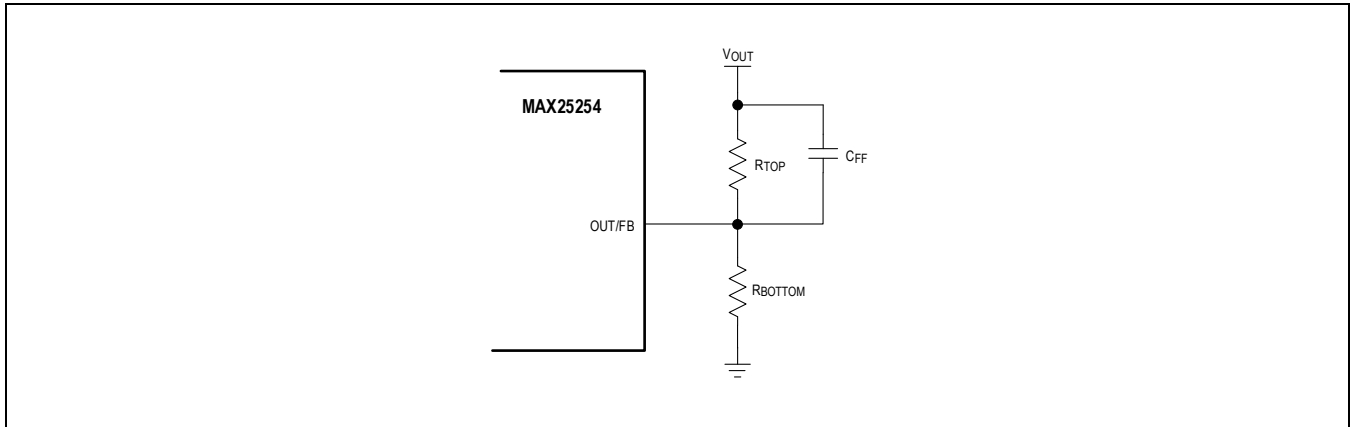 VOUT
MAX25254
RTOP
CFF
OUT/FB
RBOTTOM